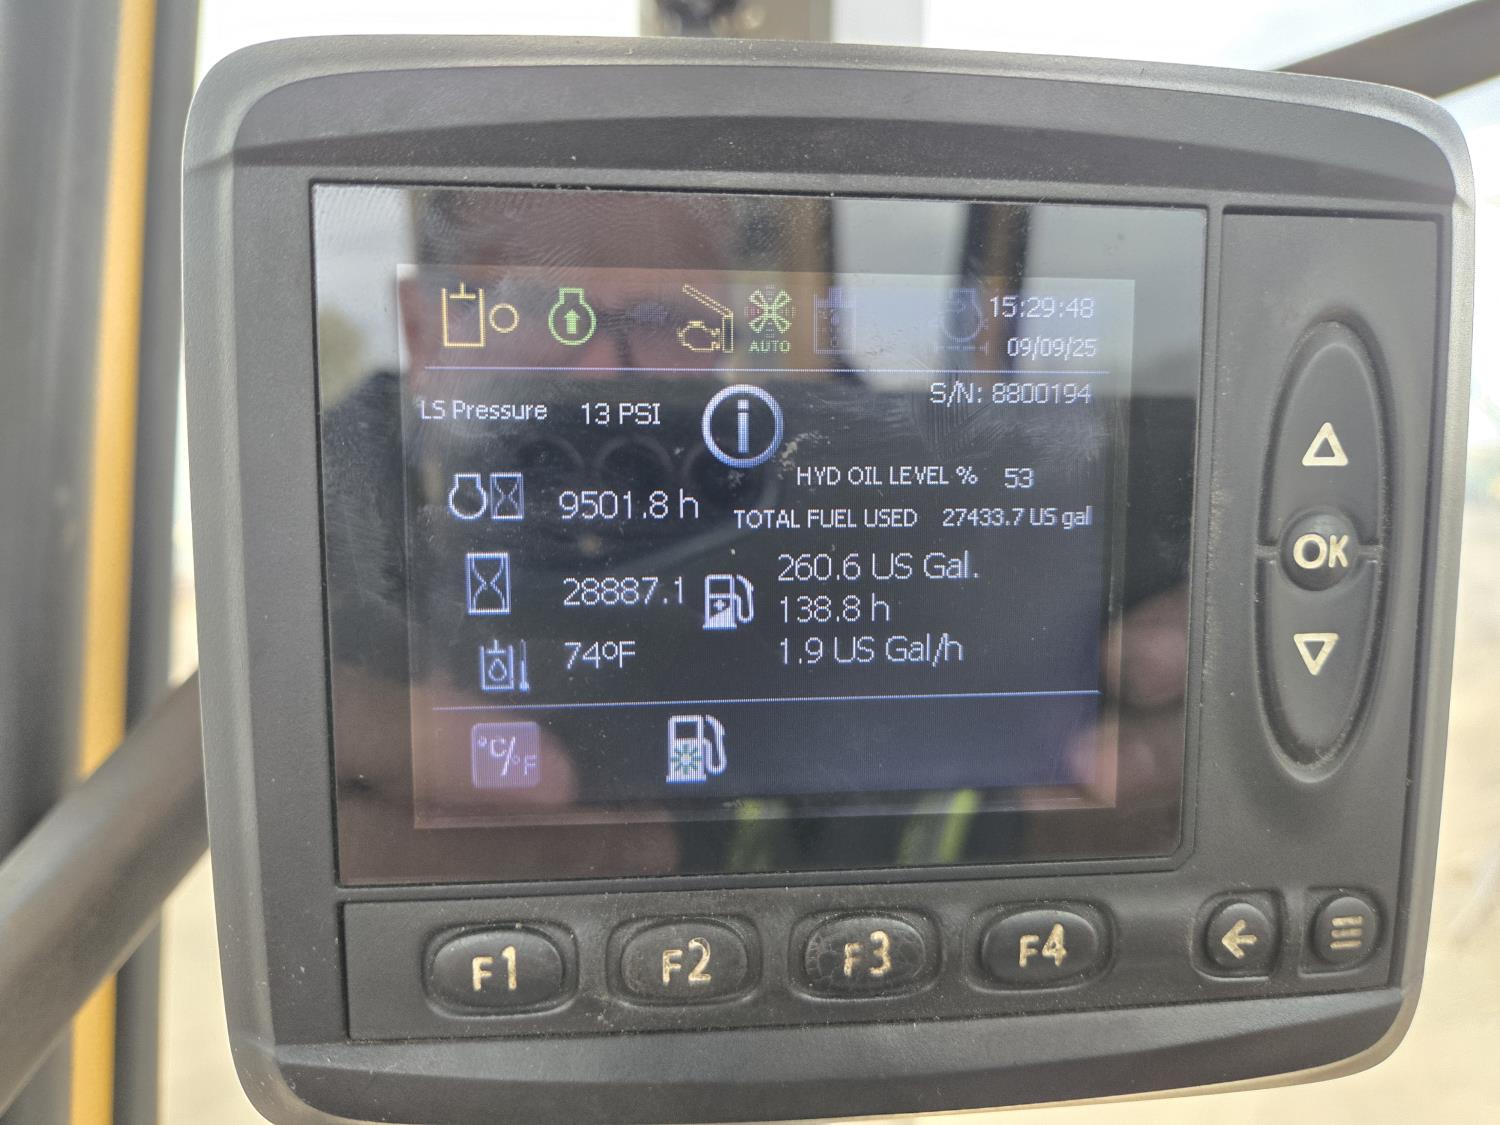 15:29:48
AUTO
09/09/25
S/N: 8800194
LS Pressure 13 PSI
i
HYD OIL LEVEL % 53
9501.8 h
TOTAL FUEL USED 27433.7 US gal
260.6 US Gal.
28887.1
138.8 h
74ºF
1.9 US Gal/h
°C/°F
OK
F1 F2 F3 F4